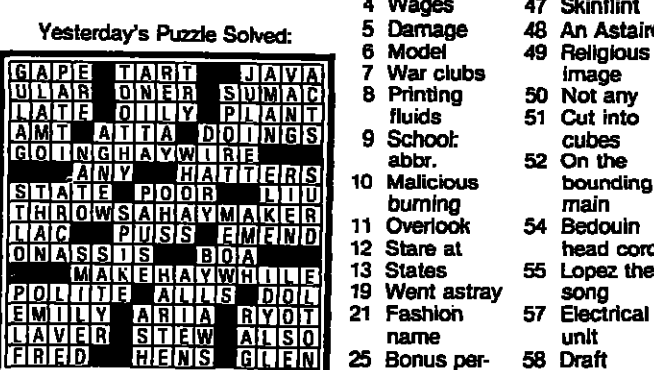 Yesterday's Puzzle Solved:
GAPE TART JAVA
ULAR ONER SUMAC
LATE OILY PLANT
AMT ATTA DOINGS
GOINGHAYWIRE
ANY HATTERS
STATE POOR LIU
THROWSAHAYMAKER
LAC PUSS EMEND
ONASSIS BOA
MAKEHAYWHILE
POLITE ALLS DOL
EMILY ARIA RYOT
LAVER STEW ALSO
FRED HENS GLEN
4 Wages
5 Damage
6 Model
7 War clubs
8 Printing
fluids
9 School:
abbr.
10 Malicious
burning
11 Overlook
12 Stare at
13 States
19 Went astray
21 Fashion
name
25 Bonus per-
47 Skinflint
48 An Astaire
49 Religious
image
50 Not any
51 Cut into
cubes
52 On the
bounding
main
54 Bedouin
head cord
55 Lopez the
song
57 Electrical
unit
58 Draft